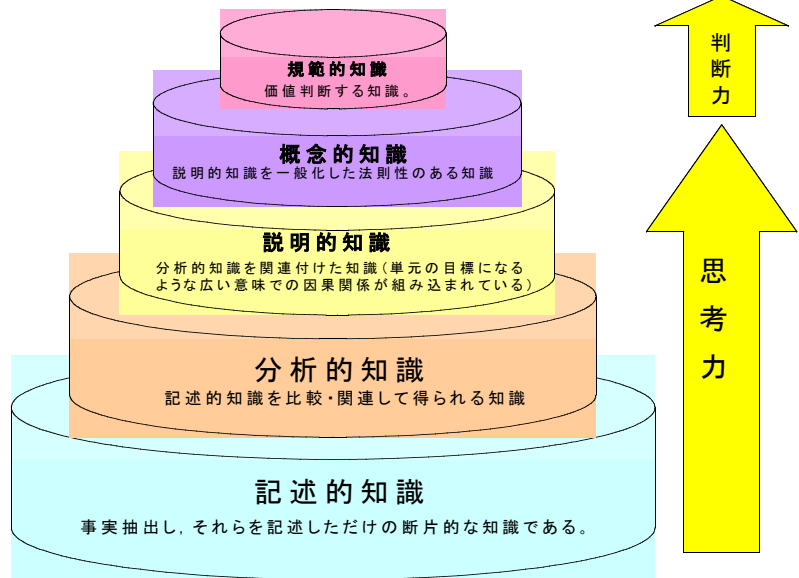 規範的知識
価値判断する知識。
概念的知識
説明的知識を一般化した法則性のある知識
説明的知識
分析的知識を関連付けた知識(単元の目標になる
ような広い意味での因果関係が組み込まれている)
分析的知識
記述的知識を比較・関連して得られる知識
記述的知識
事実抽出し,それらを記述しただけの断片的な知識である。
判断力
思考力